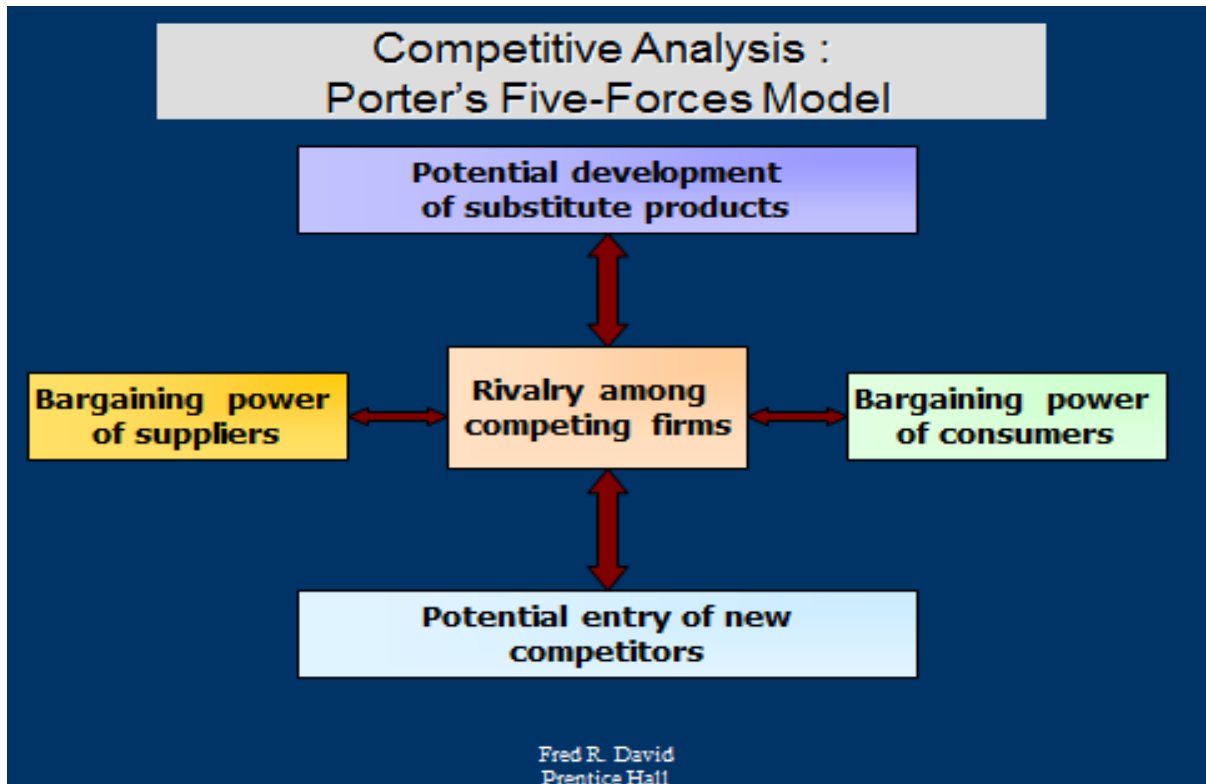 Competitive Analysis :
Porter's Five-Forces Model
Potential development
of substitute products
Bargaining power
of suppliers
Rivalry among
competing firms
Bargaining power
of consumers
Potential entry of new
competitors
Fred R. David
Prentice Hall